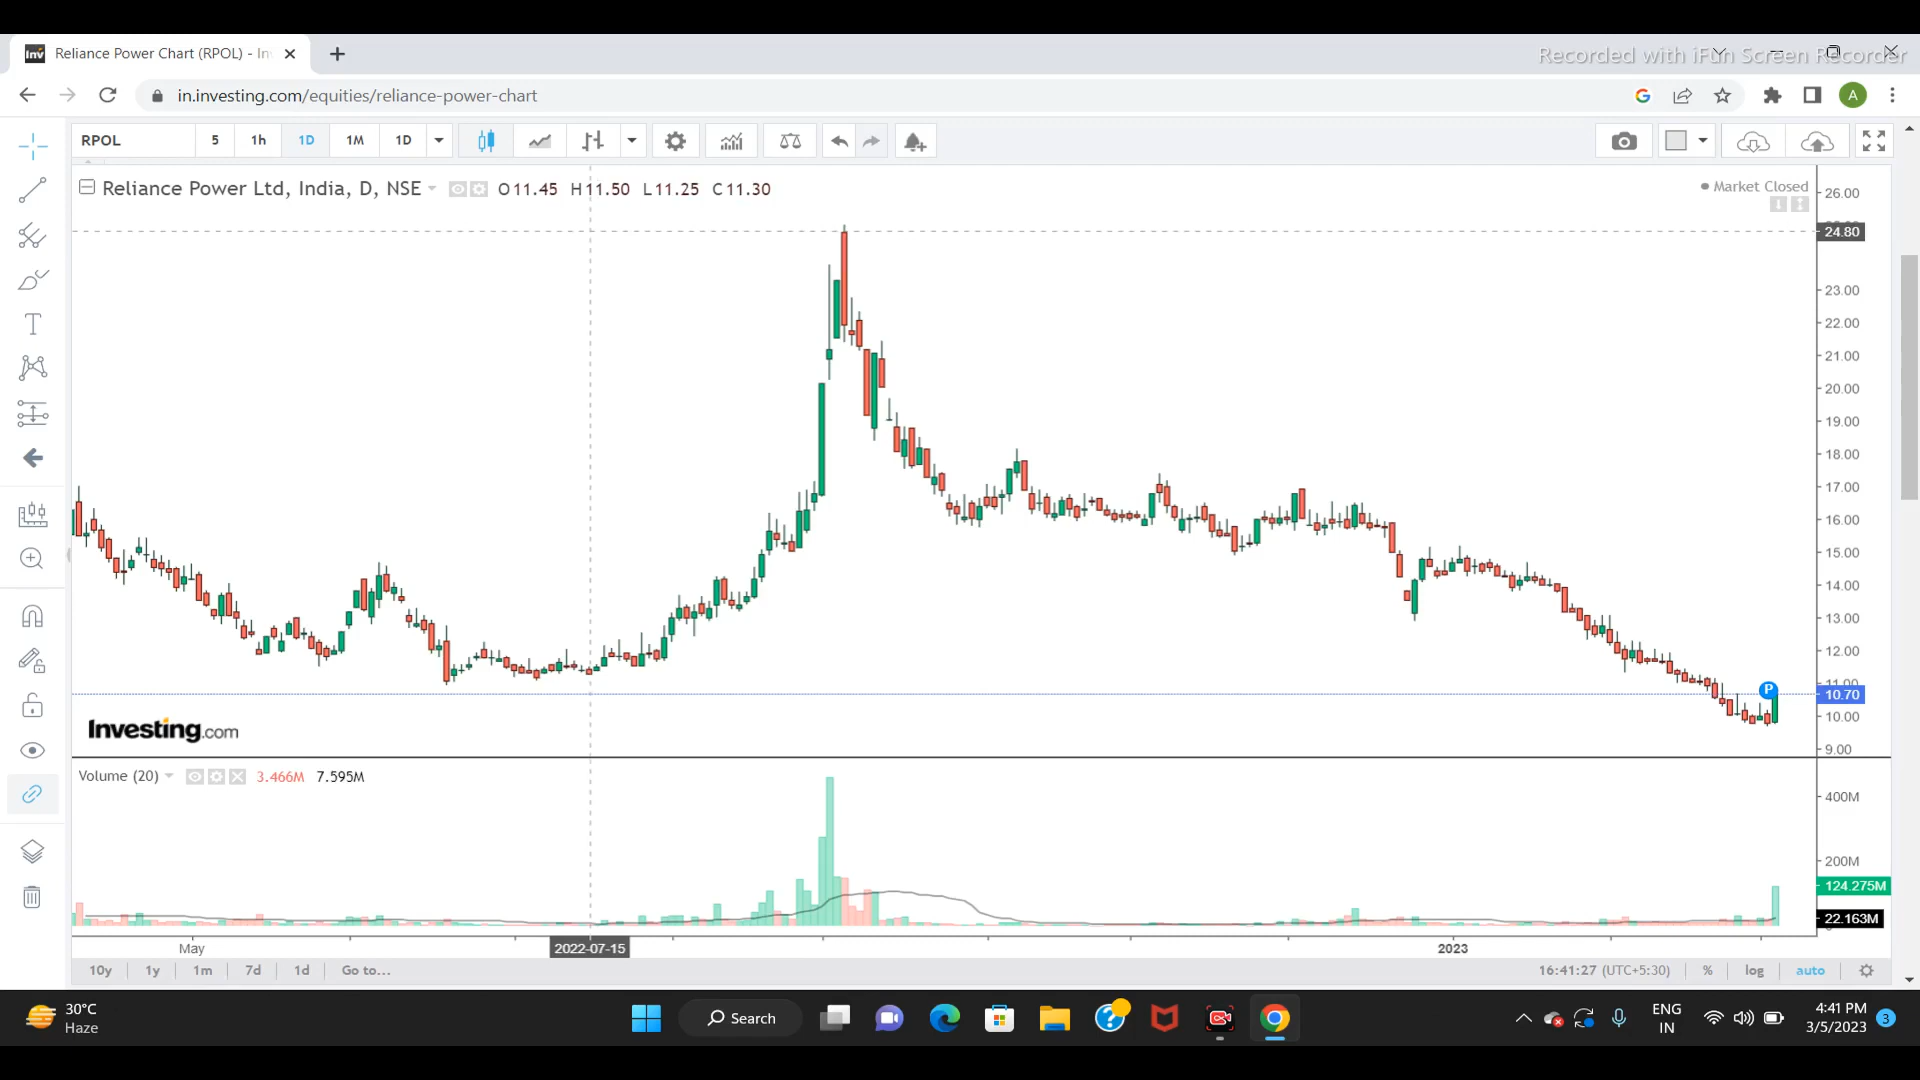 Reliance Power Chart (RPOL) - In
Recorded with iFun Screen Recorder
in.investing.com/equities/reliance-power-chart
A
RPOL 5 1h 1D 1M 1D
Reliance Power Ltd, India, D, NSE O11.45 H11.50 L11.25 C11.30
Market Closed
26.00
24.80
23.00
22.00
21.00
20.00
19.00
18.00
17.00
16.00
15.00
14.00
13.00
12.00
11.00
P
10.70
10.00
9.00
Investing.com
Volume (20) 3.466M 7.595M
400M
200M
124.275M
22.163M
May 2022-07-15 2023
10y 1y 1m 7d 1d Go to... 16:41:27 (UTC+5:30) % log auto
30°C
Haze
Search
ENG
IN
4:41 PM
3/5/2023
3